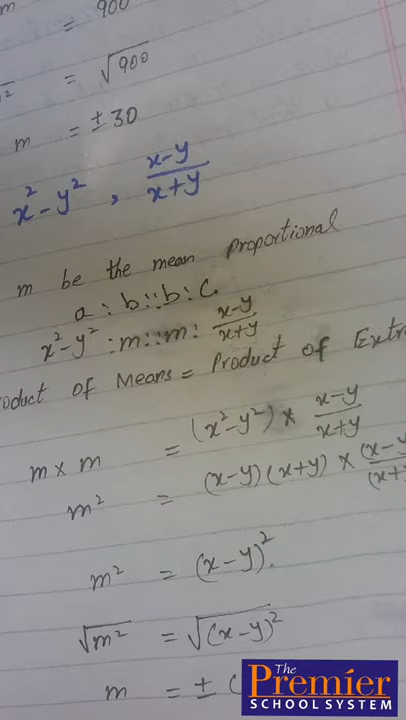 m = 900
= √900
m = ± 30
x² - y² , x-y/x+y
m be the mean proportional
a : b :: b : c
x² - y² : m :: m : x-y/x+y
Product of Means = Product of Extre
m × m = (x² - y²) × x-y/x+y
m² = (x-y) (x+y) × (x-y/(x+
m² = (x-y)².
√m² = √(x-y)²
m = ± (
The
Premier
SCHOOL SYSTEM